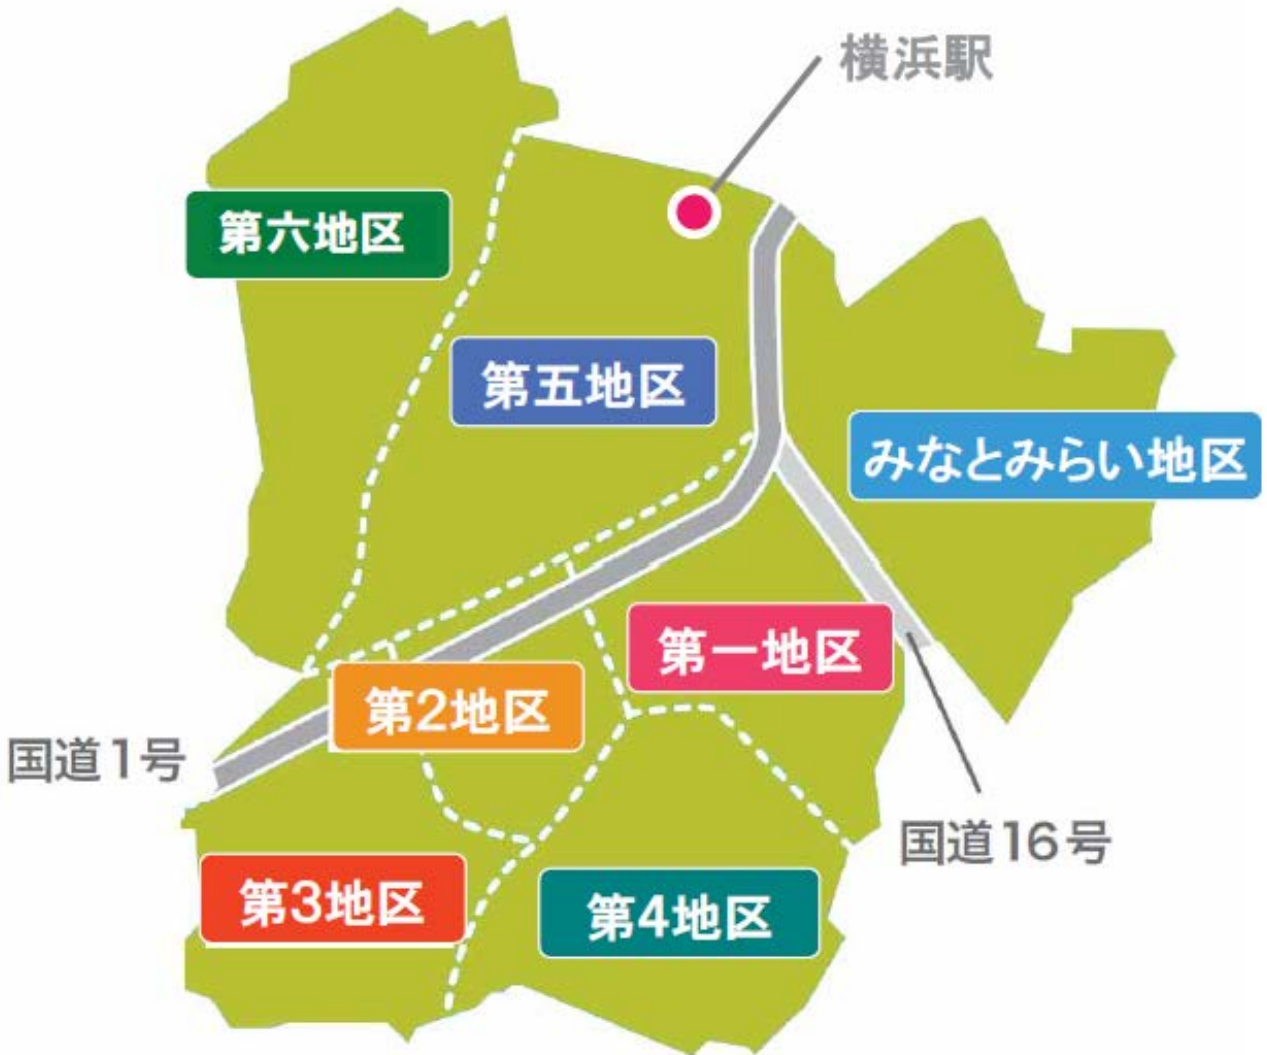 横浜駅
第六地区
第五地区
みなとみらい地区
第一地区
第2地区
国道1号
国道16号
第3地区
第4地区